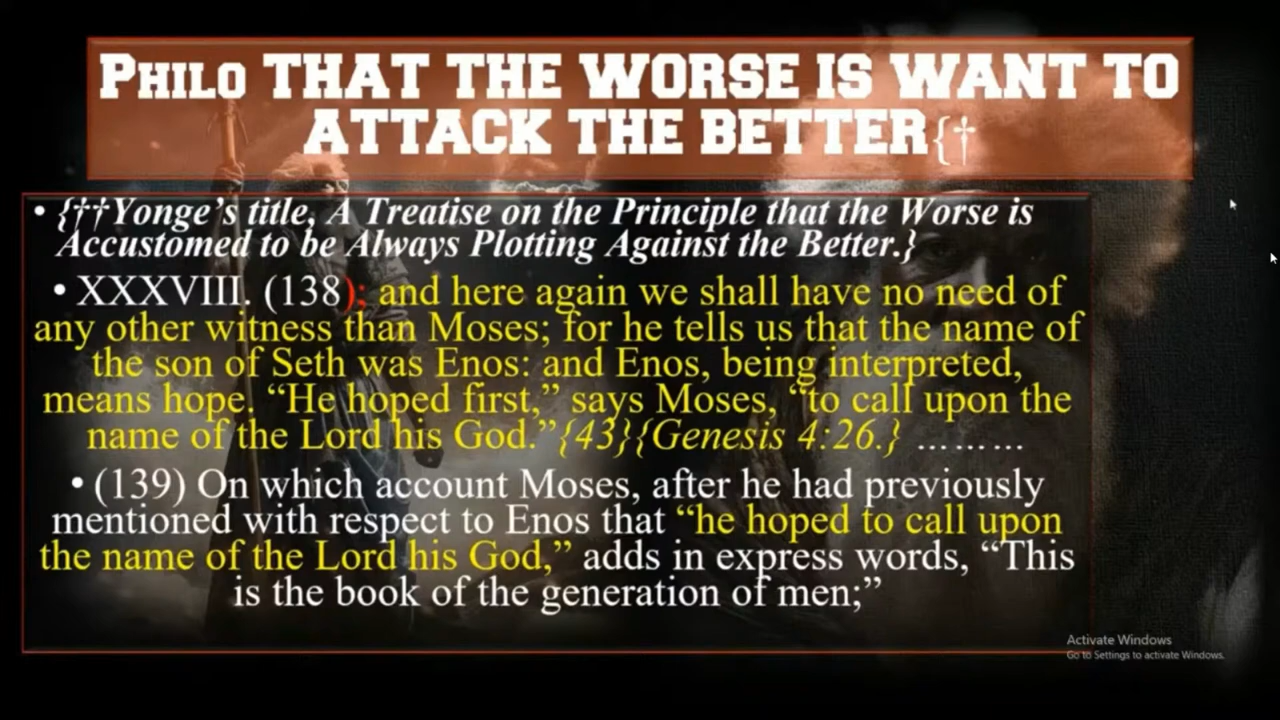 PHILO THAT THE WORSE IS WANT TO
ATTACK THE BETTER{†
• {††Yonge’s title, A Treatise on the Principle that the Worse is
Accustomed to be Always Plotting Against the Better.}
• XXXVIII. (138); and here again we shall have no need of
any other witness than Moses; for he tells us that the name of
the son of Seth was Enos: and Enos, being interpreted,
means hope. “He hoped first,” says Moses, “to call upon the
name of the Lord his God.”{43}{Genesis 4:26.} ………
• (139) On which account Moses, after he had previously
mentioned with respect to Enos that “he hoped to call upon
the name of the Lord his God,” adds in express words, “This
is the book of the generation of men;”
Activate Windows
Go to Settings to activate Windows.